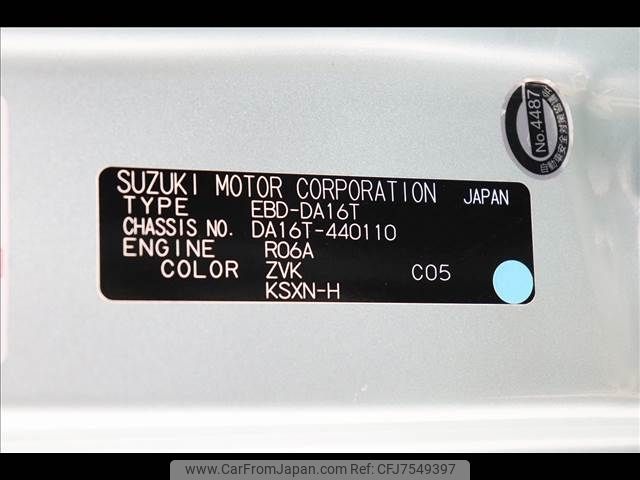 No.4487
SUZUKI MOTOR CORPORATION JAPAN
TYPE EBD-DA16T
CHASSIS NO. DA16T-440110
ENGINE R06A
COLOR ZVK C05
KSXN-H
www.CarFromJapan.com - ID CFJ7549397